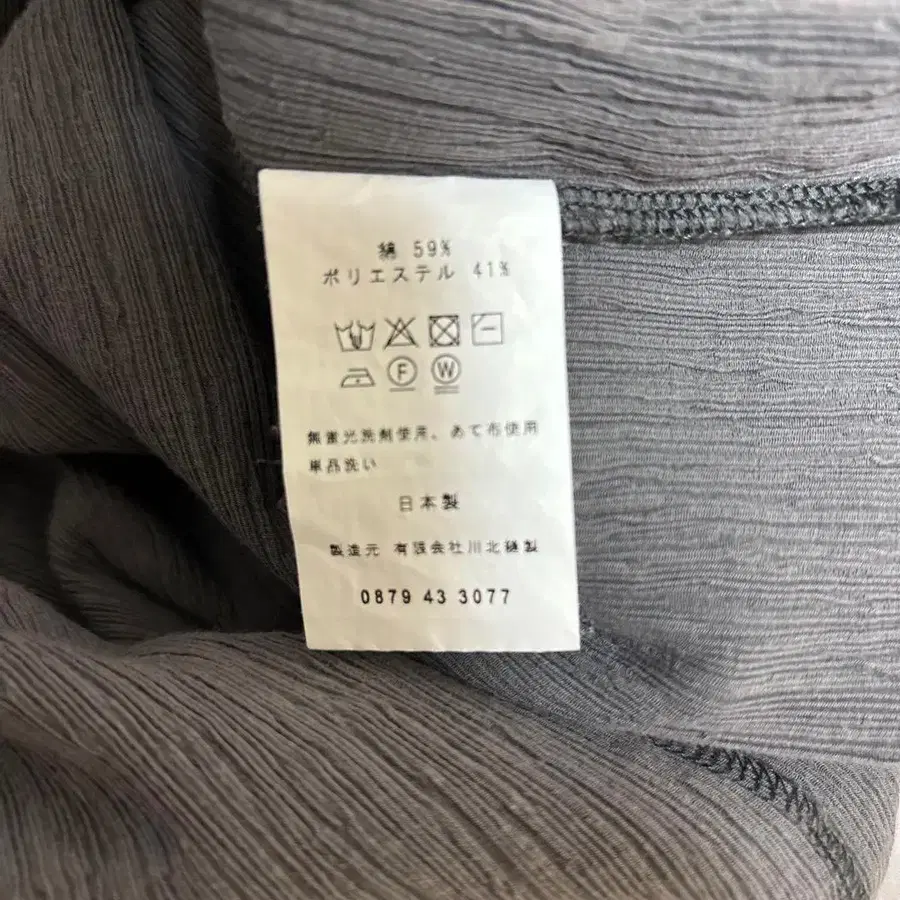 綿 59%
ポリエステル 41%
F W
無蛍光洗剤使用、あて布使用
単品洗い
日本製
製造元 有限会社川北縫製
0879 43 3077